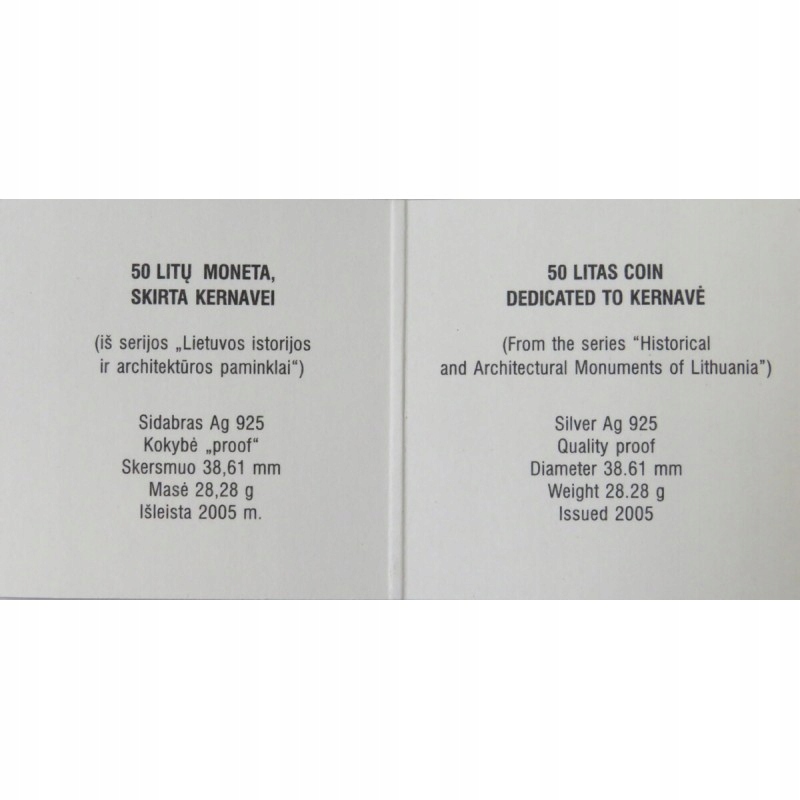 50 LITŲ MONETA,
SKIRTA KERNAVEI
(iš serijos „Lietuvos istorijos
ir architektūros paminklai“)
Sidabras Ag 925
Kokybė „proof“
Skersmuo 38,61 mm
Masė 28,28 g
Išleista 2005 m.
50 LITAS COIN
DEDICATED TO KERNAVĖ
(From the series “Historical
and Architectural Monuments of Lithuania”)
Silver Ag 925
Quality proof
Diameter 38.61 mm
Weight 28.28 g
Issued 2005